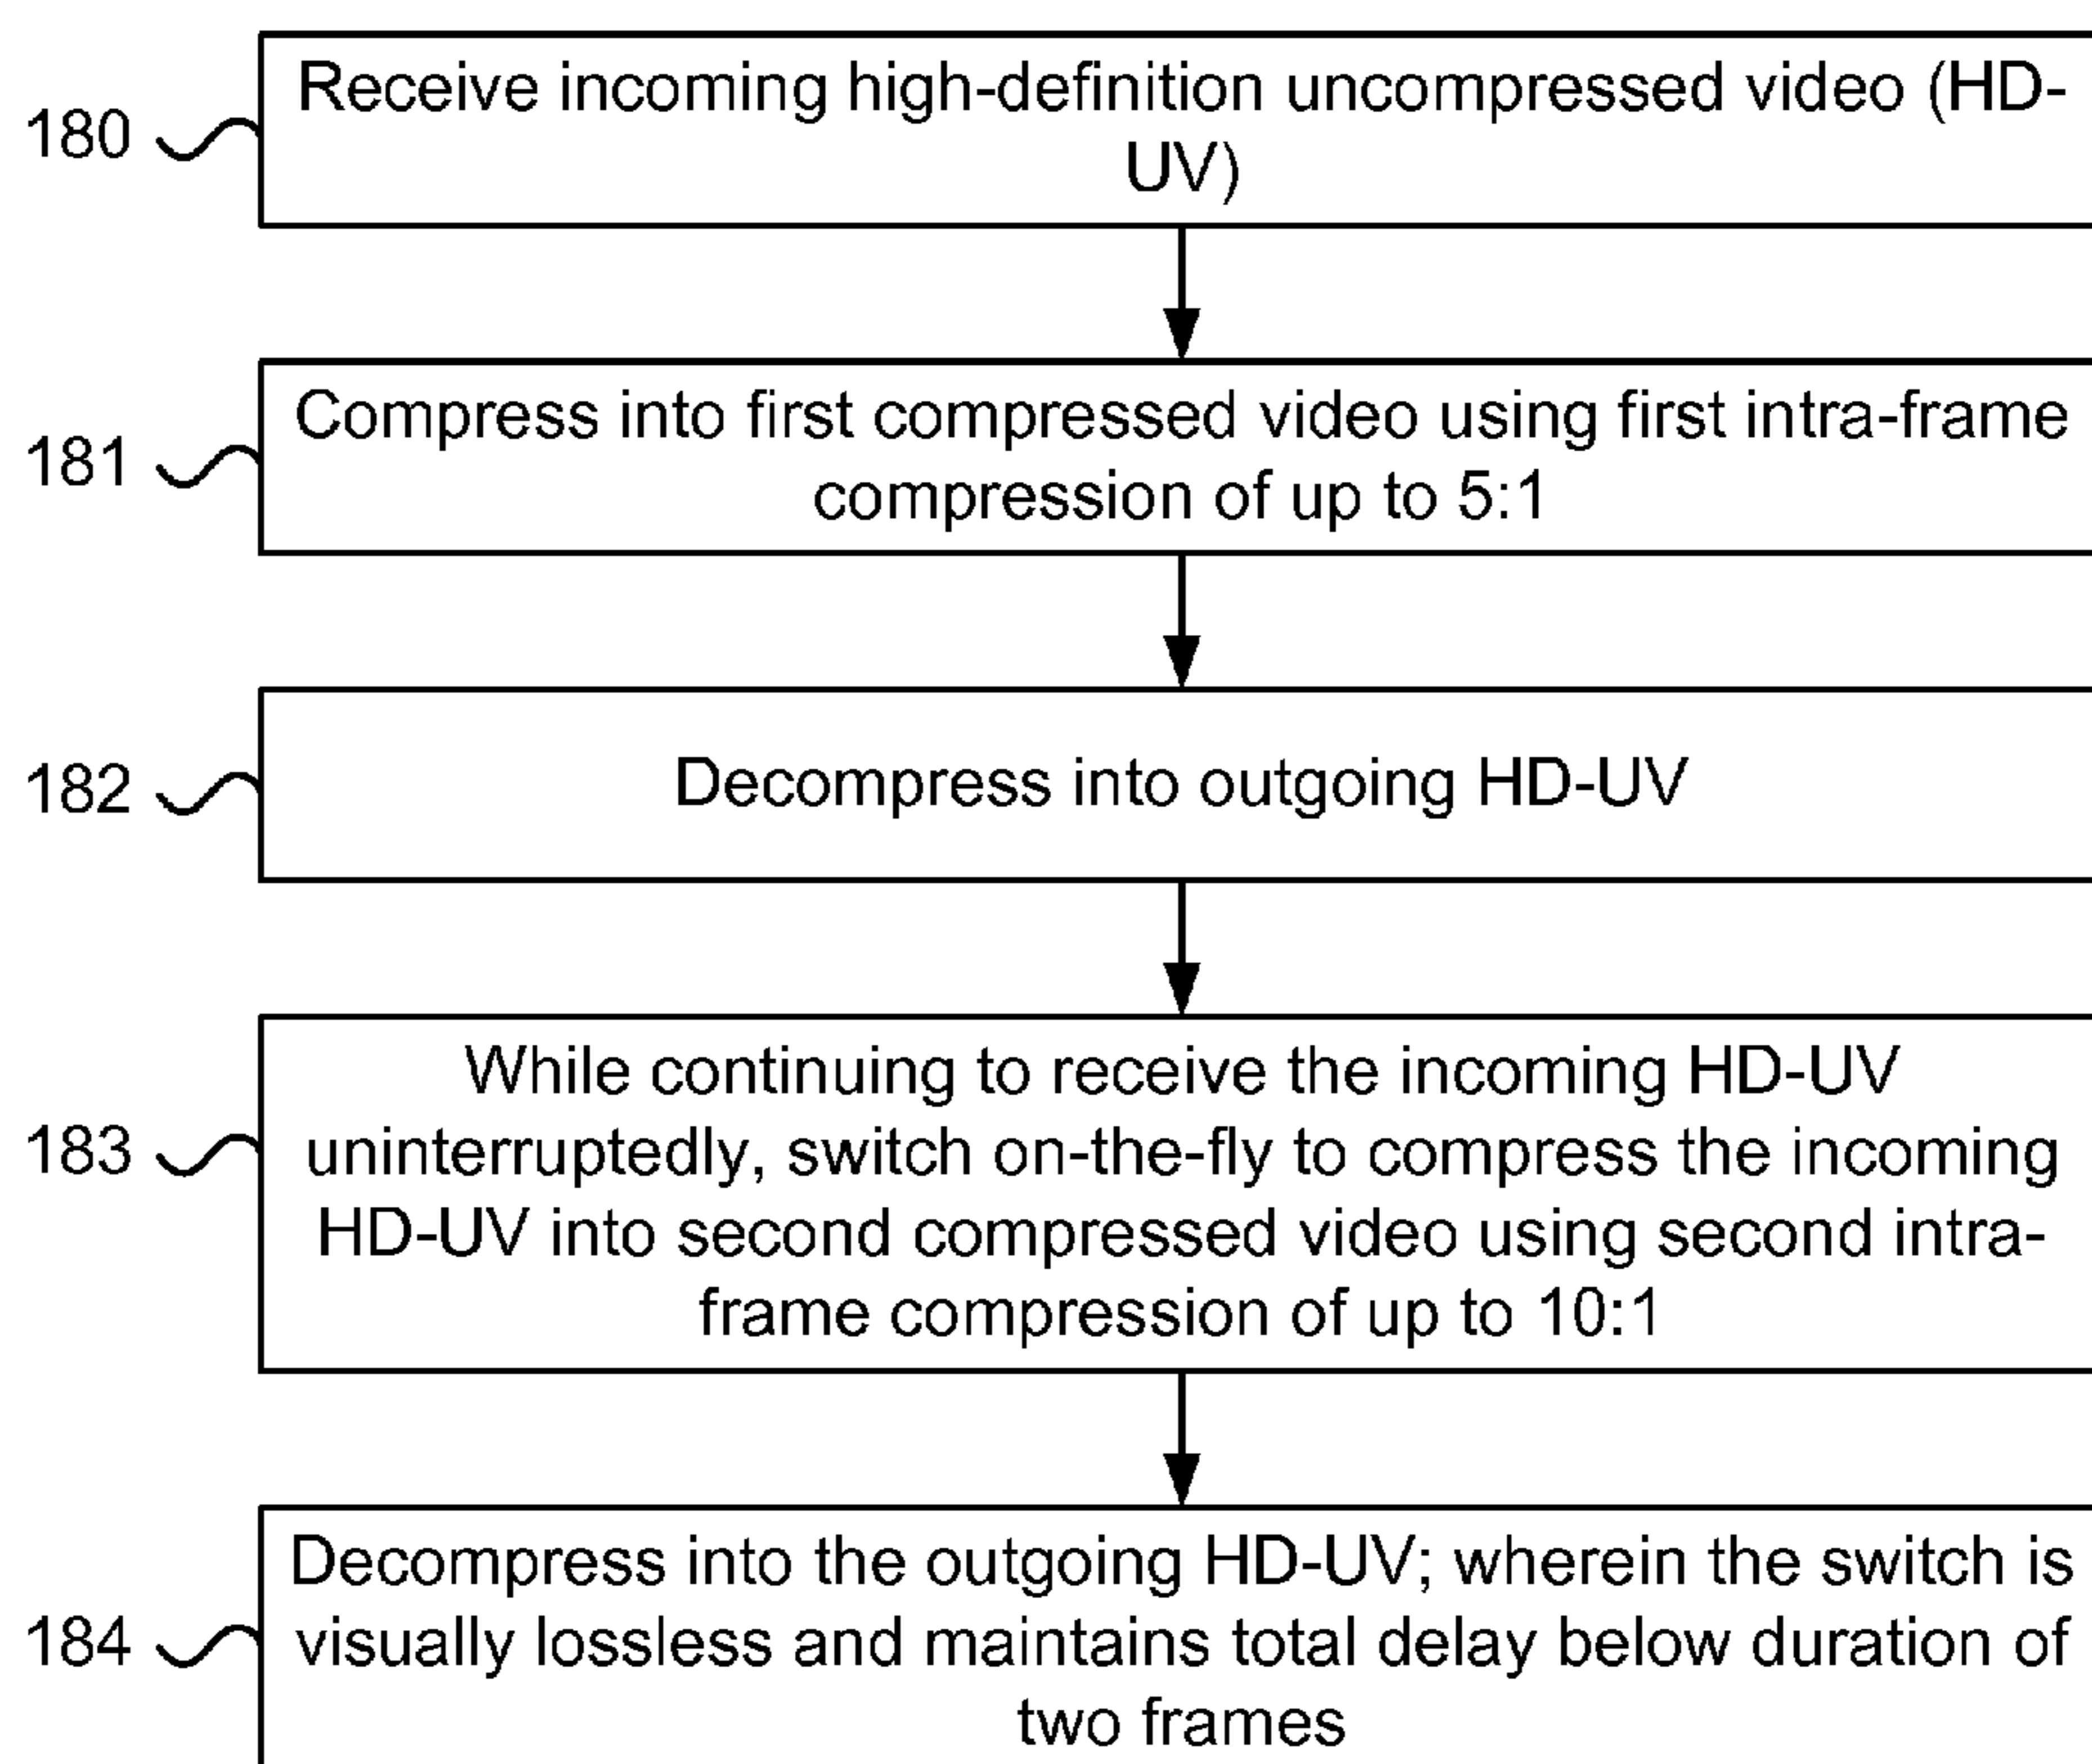 180
Receive incoming high-definition uncompressed video (HD-
UV)
181
Compress into first compressed video using first intra-frame
compression of up to 5:1
182
Decompress into outgoing HD-UV
183
While continuing to receive the incoming HD-UV
uninterruptedly, switch on-the-fly to compress the incoming
HD-UV into second compressed video using second intra-
frame compression of up to 10:1
184
Decompress into the outgoing HD-UV; wherein the switch is
visually lossless and maintains total delay below duration of
two frames